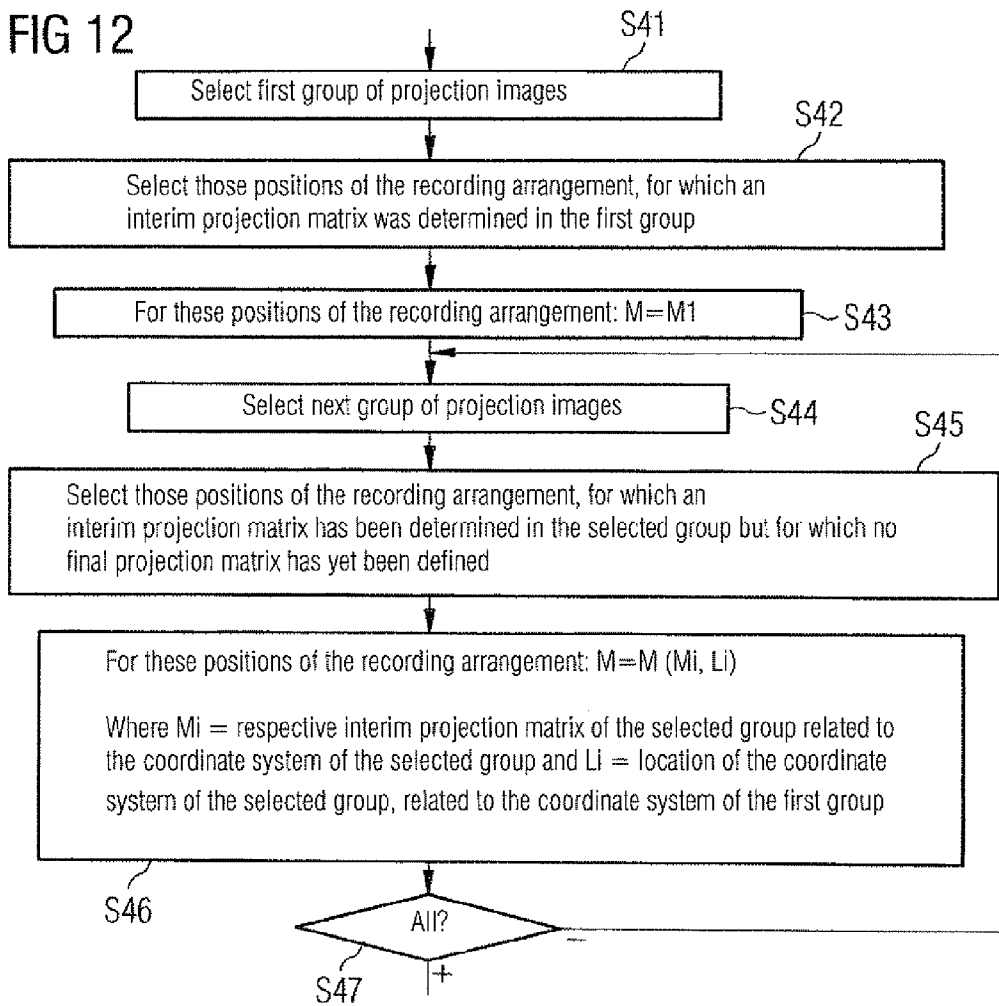 FIG 12
S41
Select first group of projection images
S42
Select those positions of the recording arrangement, for which an
interim projection matrix was determined in the first group
For these positions of the recording arrangement: M=M1
S43
Select next group of projection images
S44
S45
Select those positions of the recording arrangement, for which an
interim projection matrix has been determined in the selected group but for which no
final projection matrix has yet been defined
For these positions of the recording arrangement: M=M (Mi, Li)
Where Mi = respective interim projection matrix of the selected group related to
the coordinate system of the selected group and Li = location of the coordinate
system of the selected group, related to the coordinate system of the first group
S46
All?
−
S47
+